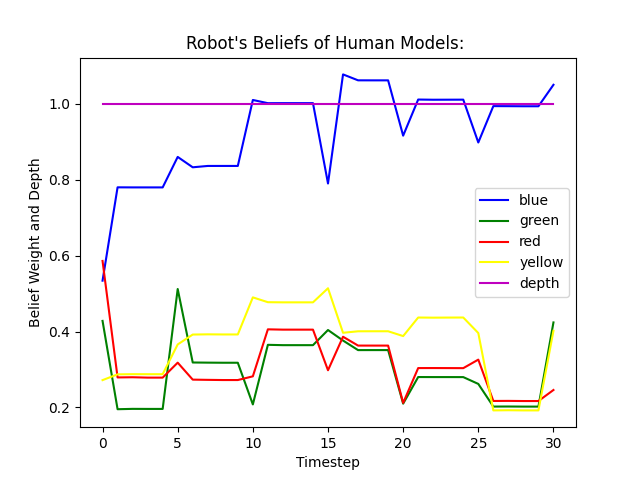 Robot's Beliefs of Human Models:
Belief Weight and Depth
1.0
0.8
0.6
0.4
0.2
blue
green
red
yellow
depth
0 5 10 15 20 25 30
Timestep